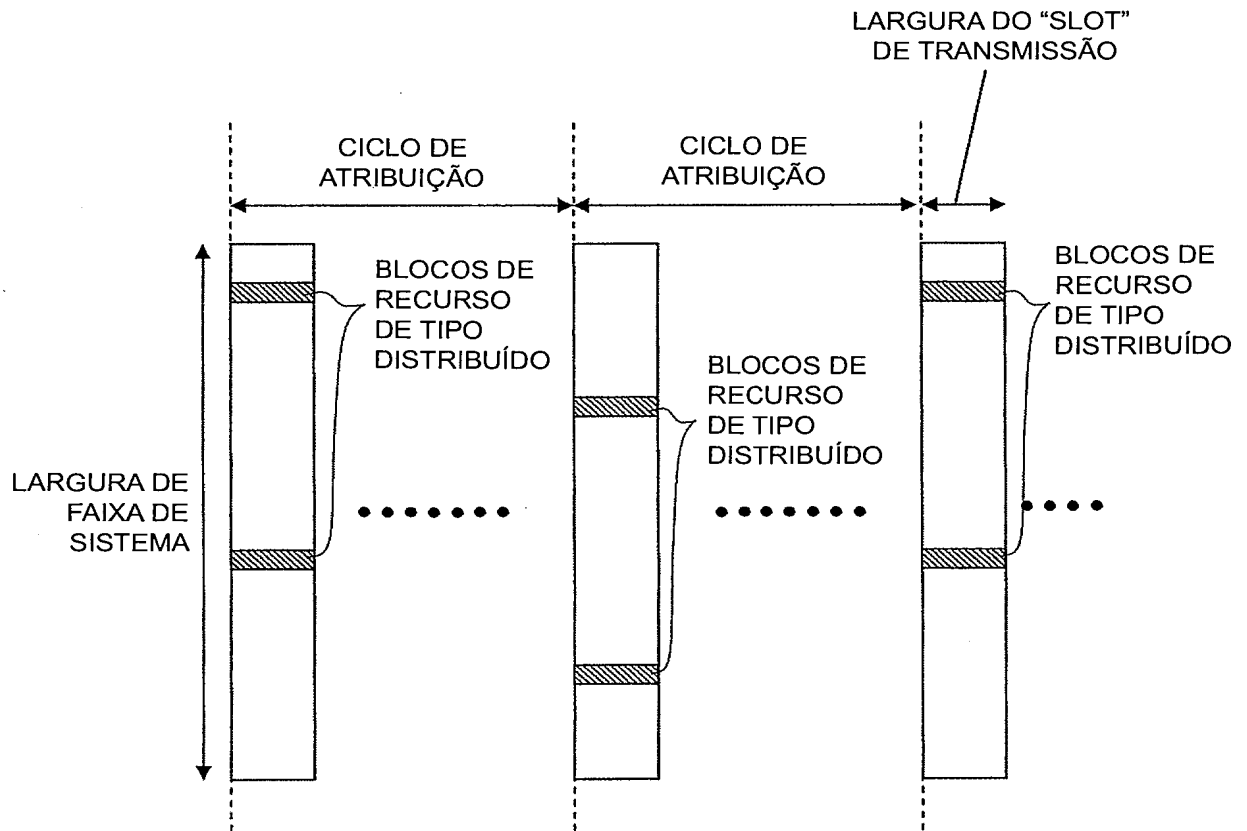 LARGURA DO “SLOT”
DE TRANSMISSÃO
CICLO DE
ATRIBUIÇÃO
CICLO DE
ATRIBUIÇÃO
BLOCOS DE
RECURSO
DE TIPO
DISTRIBUÍDO
BLOCOS DE
RECURSO
DE TIPO
DISTRIBUÍDO
BLOCOS DE
RECURSO
DE TIPO
DISTRIBUÍDO
LARGURA DE
FAIXA DE
SISTEMA